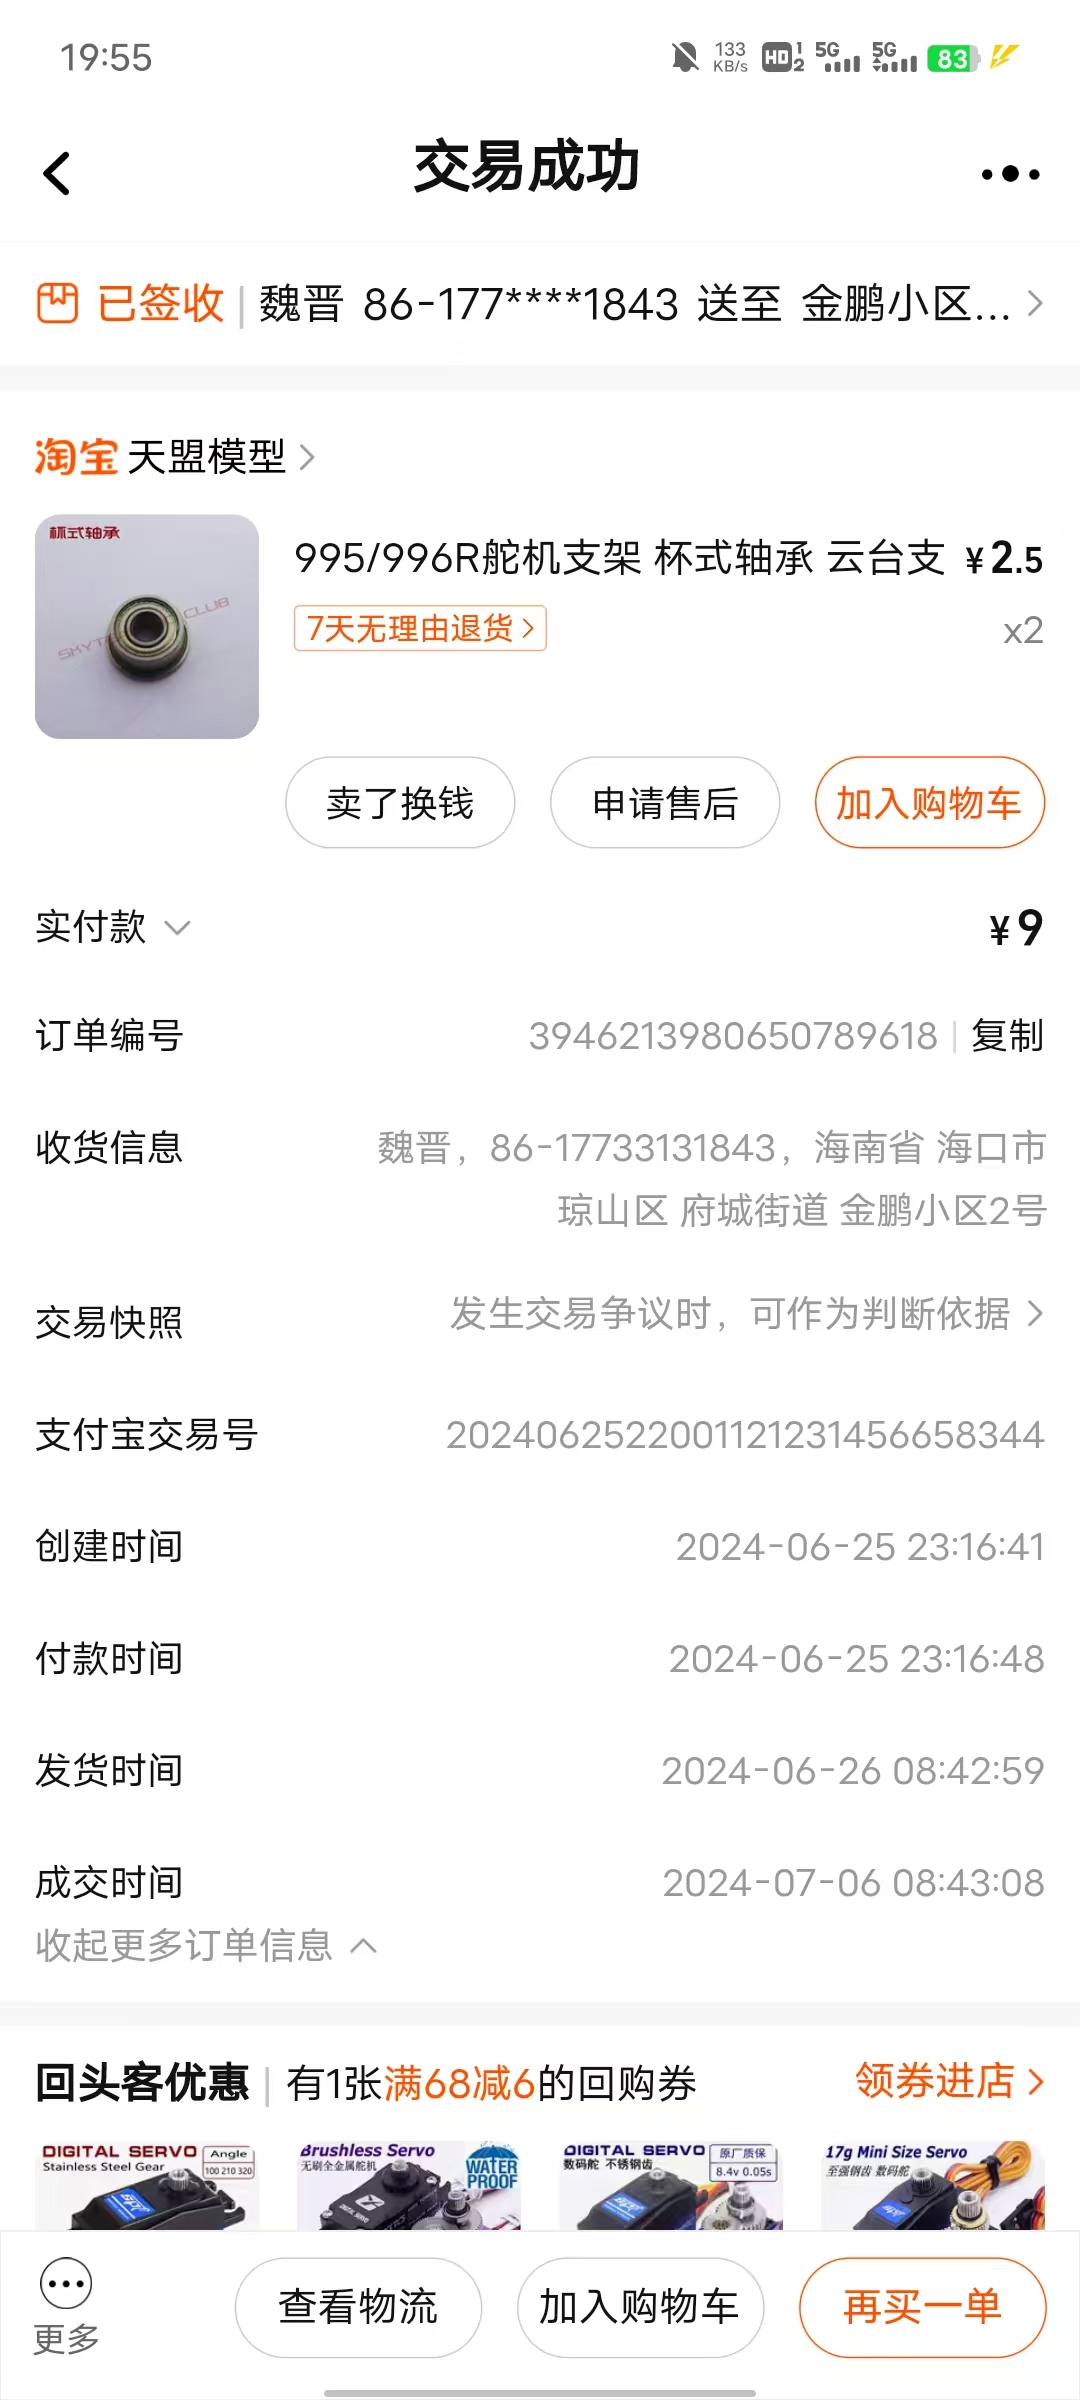 19:55
133 KB/s HD 1 2 5G 5G 83
交易成功
已签收 | 魏晋 86-177****1843 送至 金鹏小区...
淘宝 天盟模型
杯式轴承
SKYTE CLUB
995/996R舵机支架 杯式轴承 云台支 ¥2.5
7天无理由退货 x2
卖了换钱 申请售后 加入购物车
实付款 ¥9
订单编号 3946213980650789618 | 复制
收货信息 魏晋，86-17733131843，海南省 海口市
琼山区 府城街道 金鹏小区2号
交易快照 发生交易争议时，可作为判断依据
支付宝交易号 2024062522001121231456658344
创建时间 2024-06-25 23:16:41
付款时间 2024-06-25 23:16:48
发货时间 2024-06-26 08:42:59
成交时间 2024-07-06 08:43:08
收起更多订单信息
回头客优惠 | 有1张满68减6的回购券 领券进店
DIGITAL SERVO Angle
Stainless Steel Gear 100 210 320
Brushless Servo
无刷全金属舵机 WATER PROOF
DIGITAL SERVO 原厂质保
数码舵 不锈钢齿 8.4v 0.05s
17g Mini Size Servo
至强钢齿 数码舵
更多 查看物流 加入购物车 再买一单